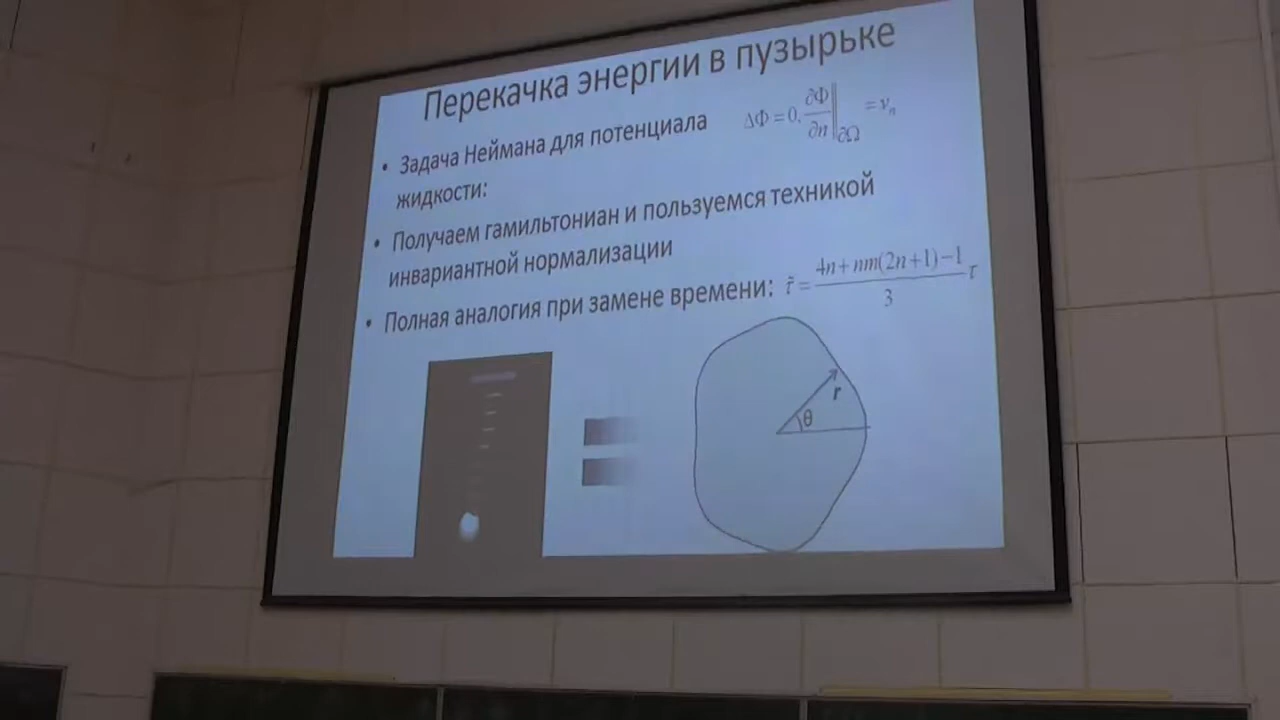 Перекачка энергии в пузырьке
• Задача Неймана для потенциала
жидкости:
ΔΦ = 0, ∂Φ/∂n |∂Ω = vₙ
• Получаем гамильтониан и пользуемся техникой
инвариантной нормализации
• Полная аналогия при замене времени: τ̃ = (4n+nm(2n+1)−1)/3 τ
r
θ